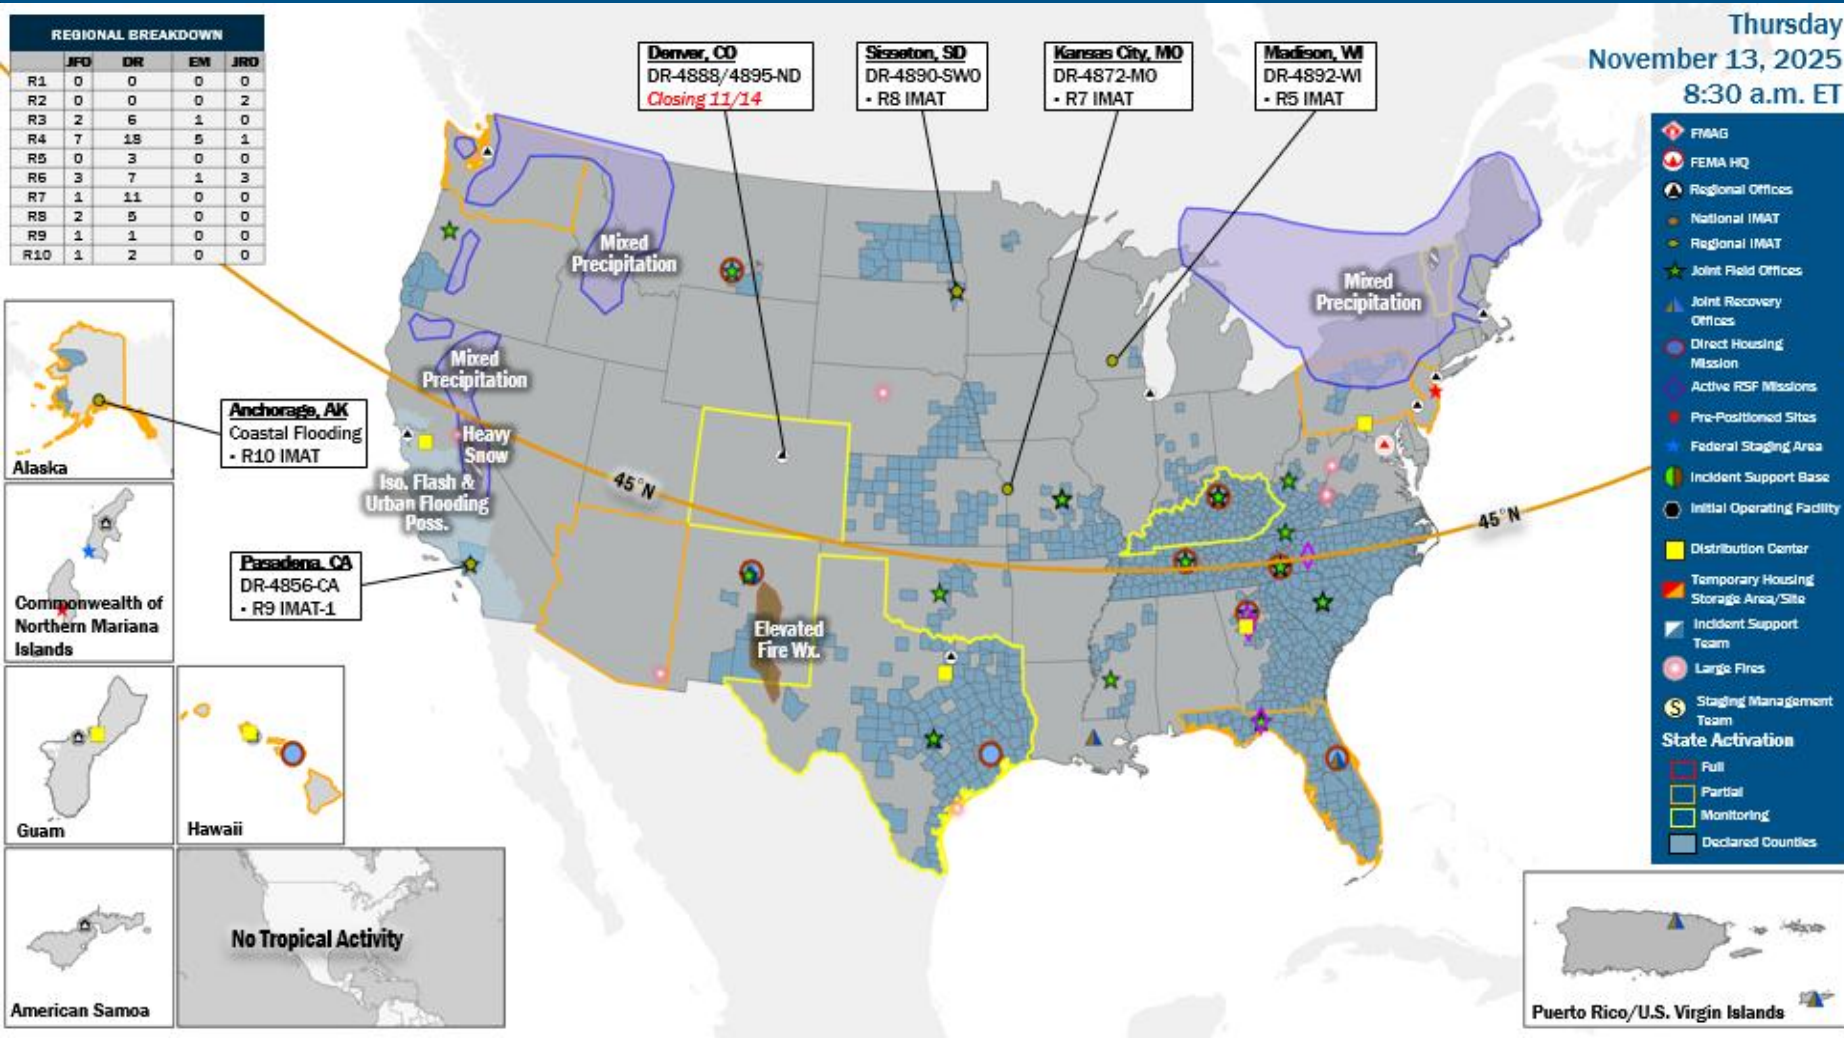 Thursday
November 13, 2025
8:30 a.m. ET
REGIONAL BREAKDOWN
JFO DR EM JRO
R1 0 0 0 0
R2 0 0 0 2
R3 2 6 1 0
R4 7 18 5 1
R5 0 3 0 0
R6 3 7 1 3
R7 1 11 0 0
R8 2 5 0 0
R9 1 1 0 0
R10 1 2 0 0
Denver, CO
DR-4888/4895-ND
Closing 11/14
Sisseton, SD
DR-4890-SWO
▪ R8 IMAT
Kansas City, MO
DR-4872-MO
▪ R7 IMAT
Madison, WI
DR-4892-WI
▪ R5 IMAT
Mixed
Precipitation
Mixed
Precipitation
Mixed
Precipitation
Heavy
Snow
Iso. Flash &
Urban Flooding
Poss.
45°N
45°N
Anchorage, AK
Coastal Flooding
▪ R10 IMAT
Pasadena, CA
DR-4856-CA
▪ R9 IMAT-1
Elevated
Fire Wx.
Alaska
Commonwealth of
Northern Mariana
Islands
Guam
Hawaii
American Samoa
No Tropical Activity
Puerto Rico/U.S. Virgin Islands
FMAG
FEMA HQ
Regional Offices
National IMAT
Regional IMAT
Joint Field Offices
Joint Recovery
Offices
Direct Housing
Mission
Active RSF Missions
Pre-Positioned Sites
Federal Staging Area
Incident Support Base
Initial Operating Facility
Distribution Center
Temporary Housing
Storage Area/Site
Incident Support
Team
Large Fires
S
Staging Management
Team
State Activation
Full
Partial
Monitoring
Declared Counties